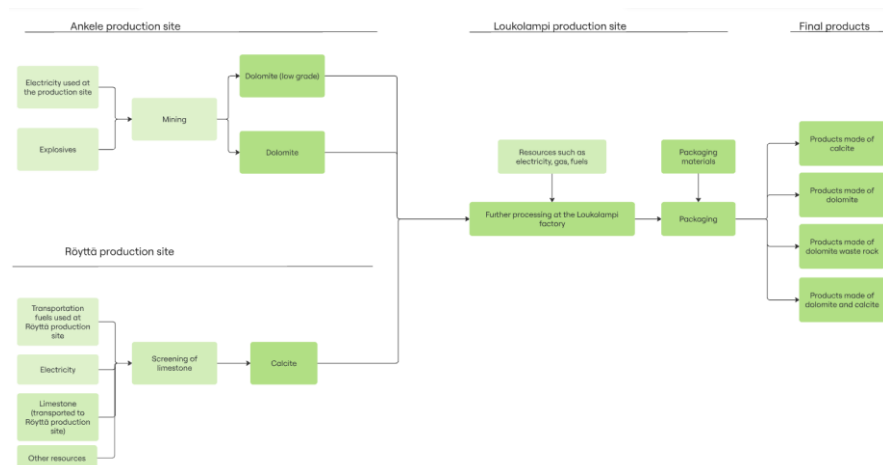 Ankele production site
Loukolampi production site
Final products
Electricity used at
the production site
Explosives
Mining
Dolomite (low grade)
Dolomite
Resources such as
electricity, gas, fuels
Packaging
materials
Further processing at the Loukolampi
factory
Packaging
Products made of
calcite
Products made of
dolomite
Products made of
dolomite waste rock
Products made of
dolomite and calcite
Röyttä production site
Transportation
fuels used at
Röyttä production
site
Electricity
Limestone
(transported to
Röyttä production
site)
Other resources
Screening of
limestone
Calcite